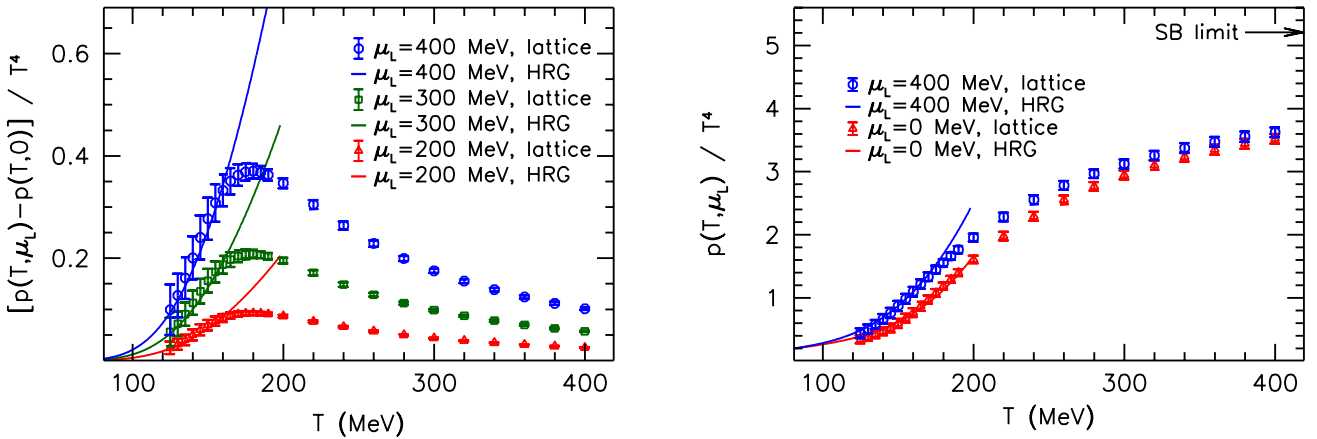 [p(T,μL)−p(T,0)] / T⁴
0.6
0.4
0.2
μL=400 MeV, lattice
μL=400 MeV, HRG
μL=300 MeV, lattice
μL=300 MeV, HRG
μL=200 MeV, lattice
μL=200 MeV, HRG
100 200 300 400
T (MeV)
p(T,μL) / T⁴
5
4
3
2
1
SB limit
μL=400 MeV, lattice
μL=400 MeV, HRG
μL=0 MeV, lattice
μL=0 MeV, HRG
100 200 300 400
T (MeV)